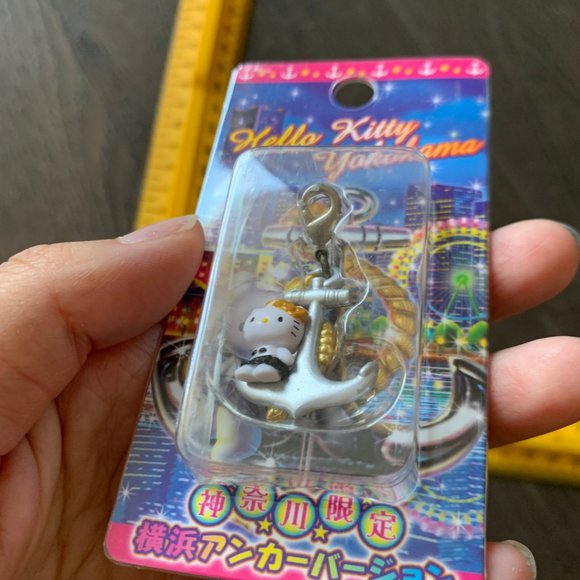 Hello Kitty
Yokohama
神奈川限定
横浜アンカーバージョン